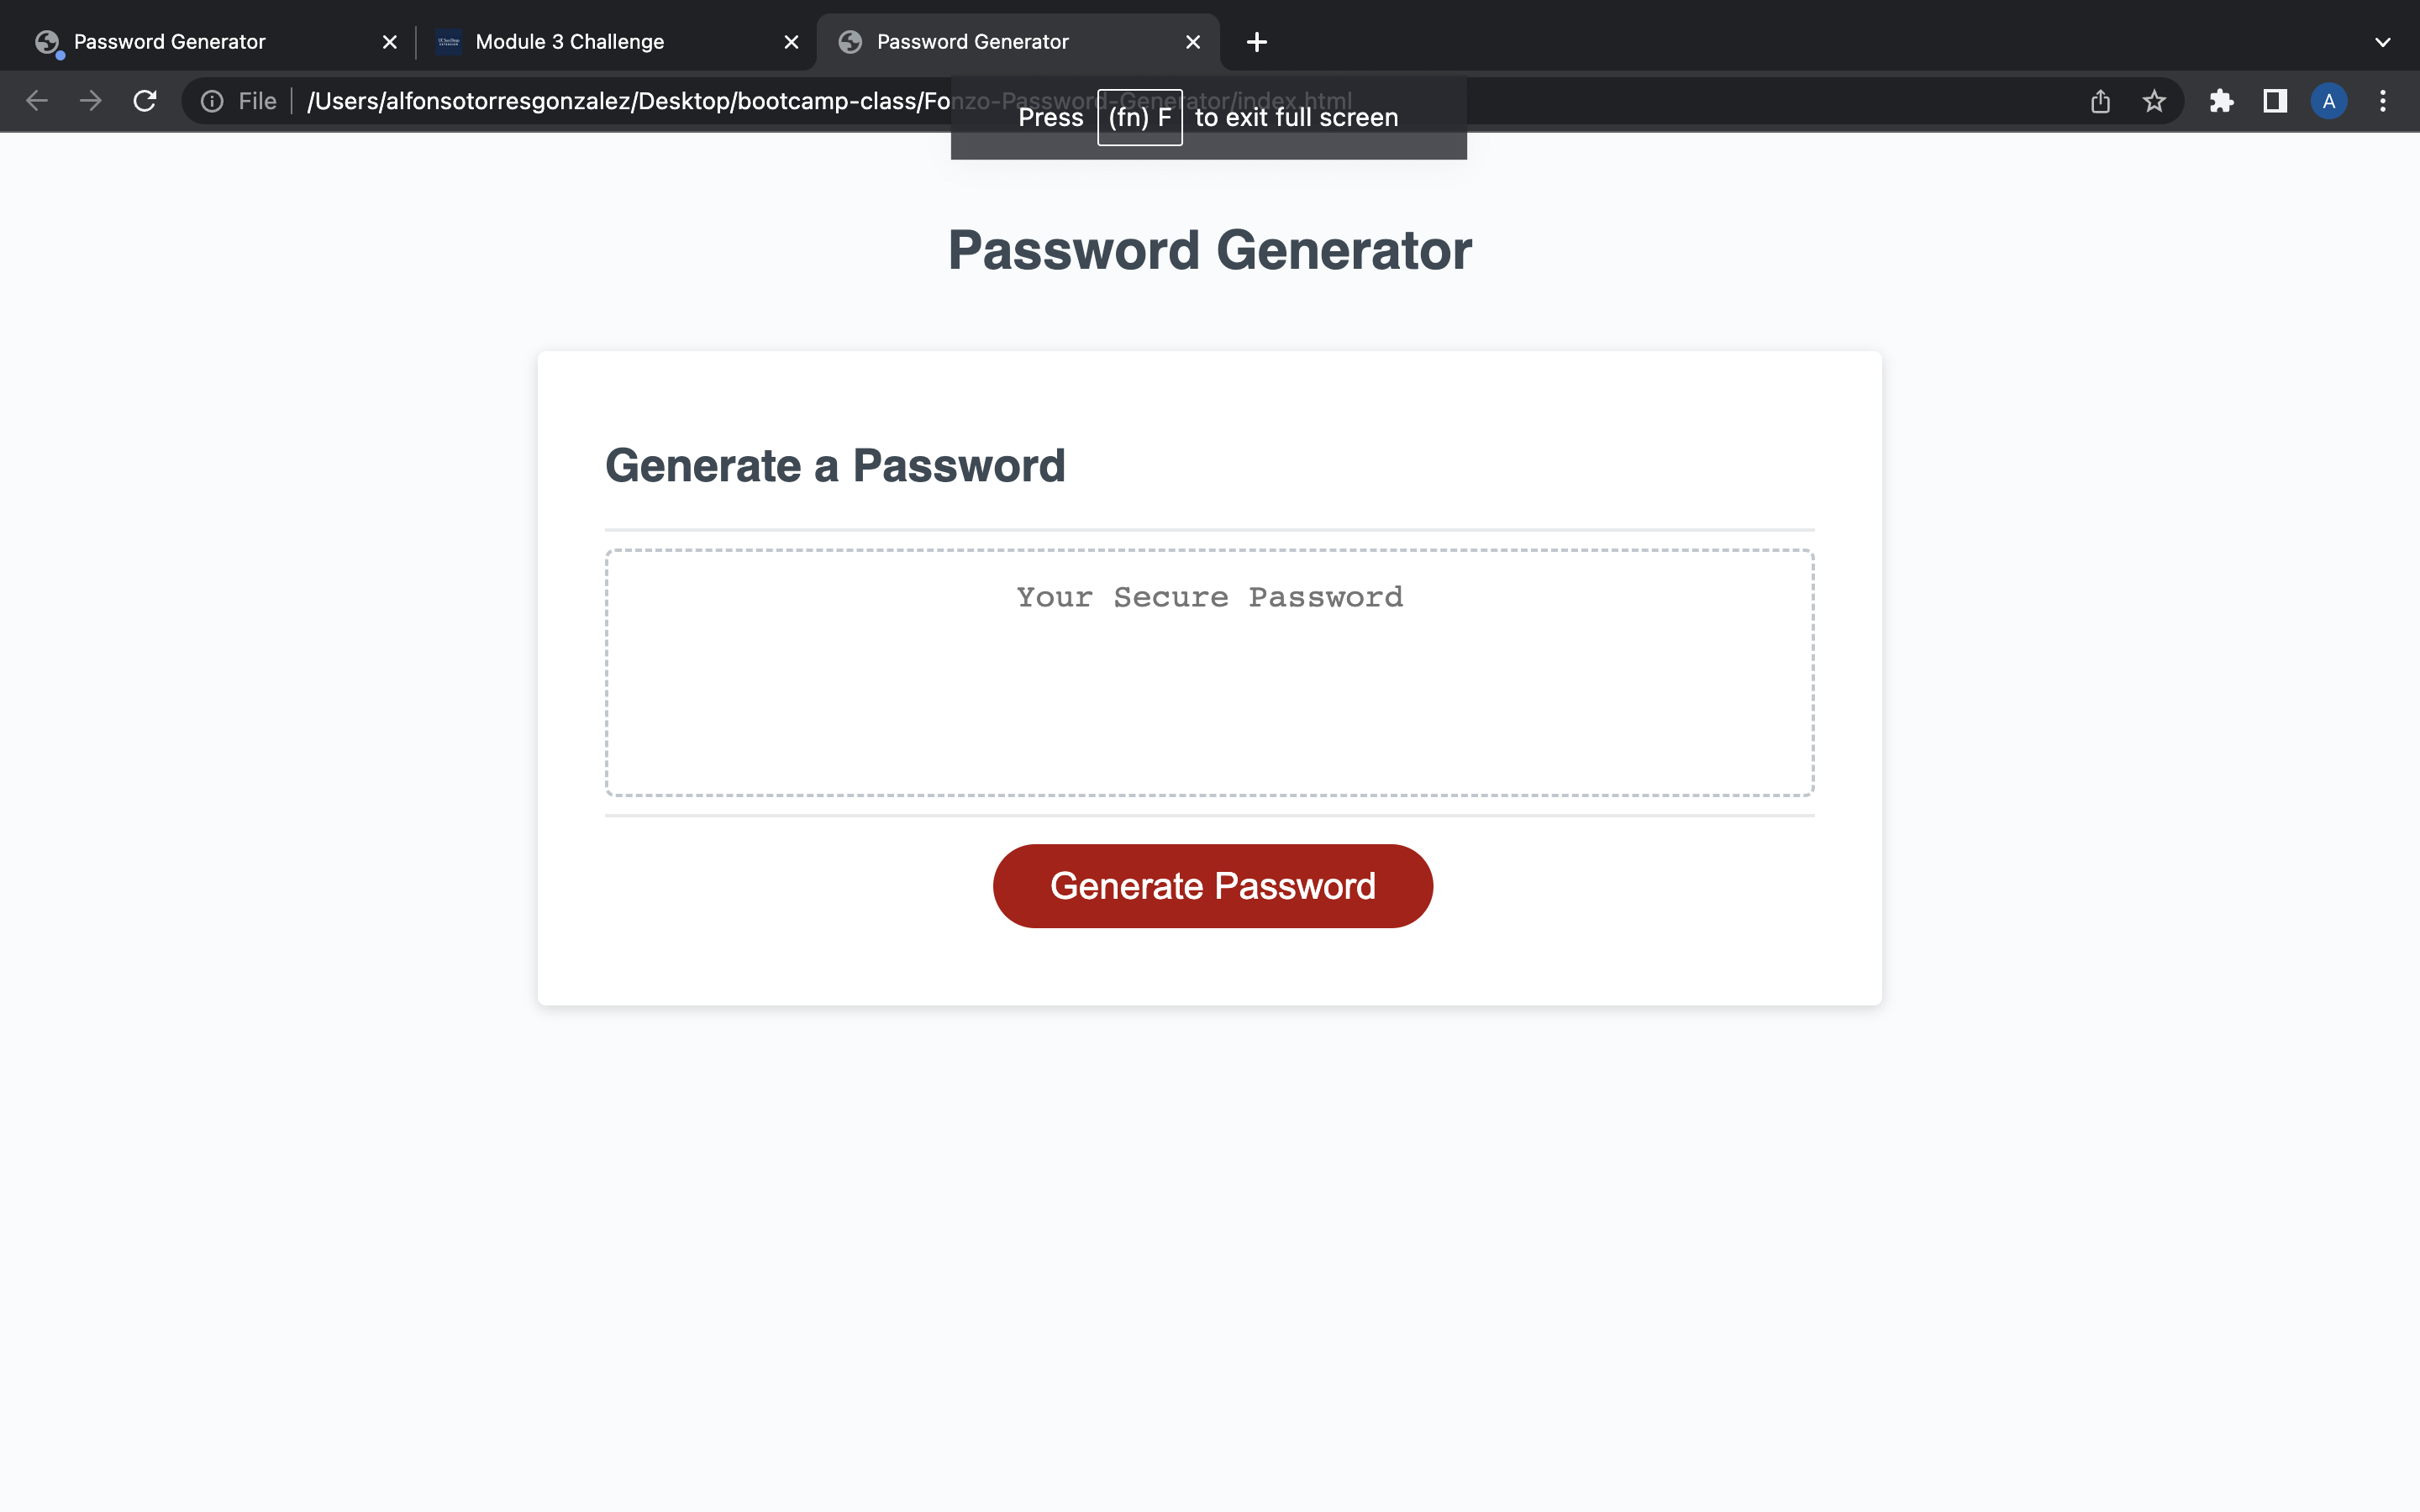 Password Generator
Module 3 Challenge
Password Generator
File
/Users/alfonsotorresgonzalez/Desktop/bootcamp-class/Fonzo-Password-Generator/index.html
A
Press (fn) F to exit full screen
Password Generator
Generate a Password
Your Secure Password
Generate Password